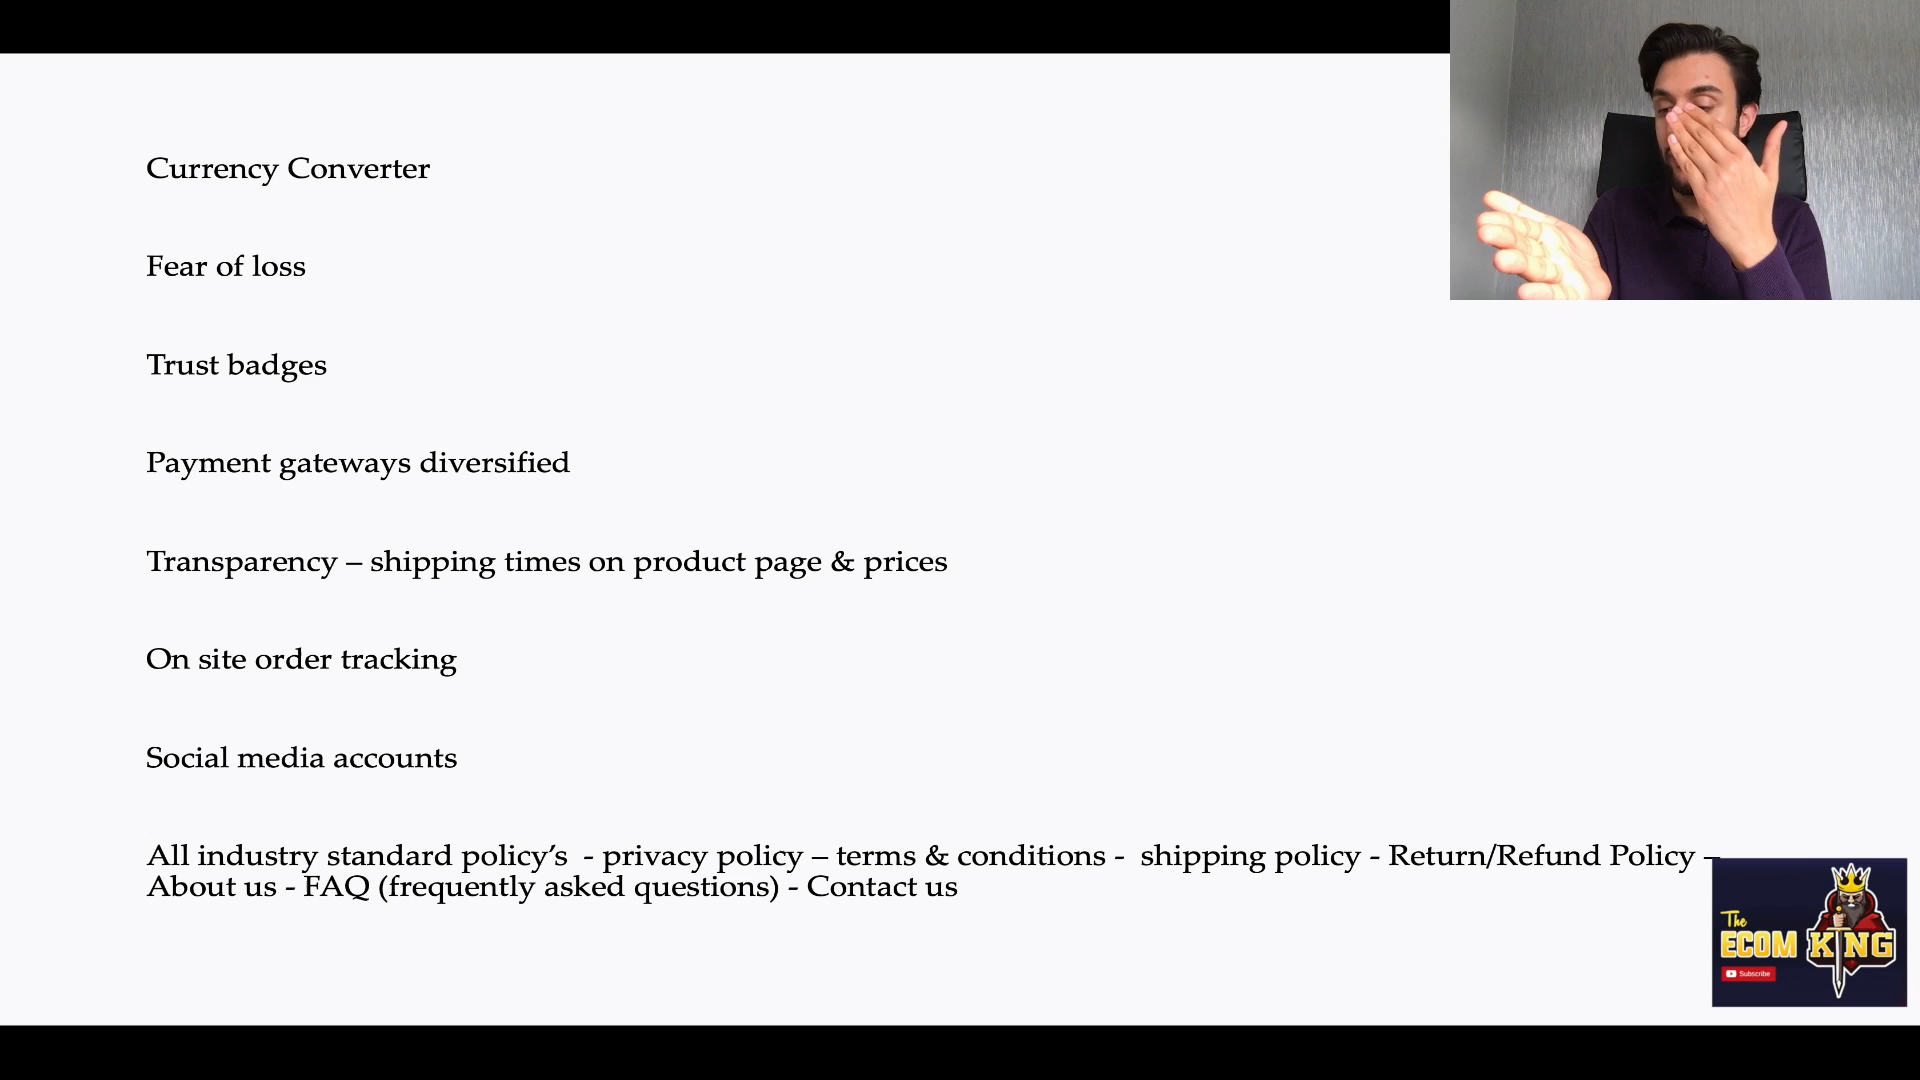 Currency Converter
Fear of loss
Trust badges
Payment gateways diversified
Transparency – shipping times on product page & prices
On site order tracking
Social media accounts
All industry standard policy’s  - privacy policy – terms & conditions -  shipping policy - Return/Refund Policy –
About us - FAQ (frequently asked questions) - Contact us
The
ECOM KING
Subscribe